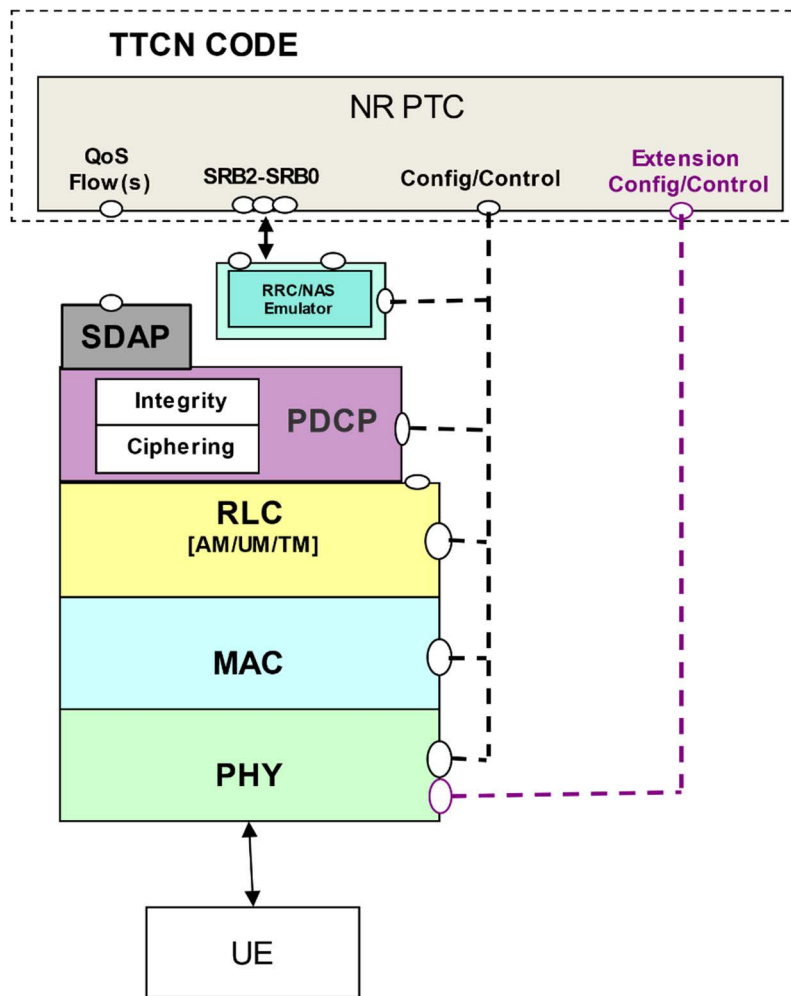 TTCN CODE
NR PTC
QoS
Flow(s)
SRB2-SRB0
Config/Control
Extension
Config/Control
RRC/NAS
Emulator
SDAP
Integrity
Ciphering
PDCP
RLC
[AM/UM/TM]
MAC
PHY
UE